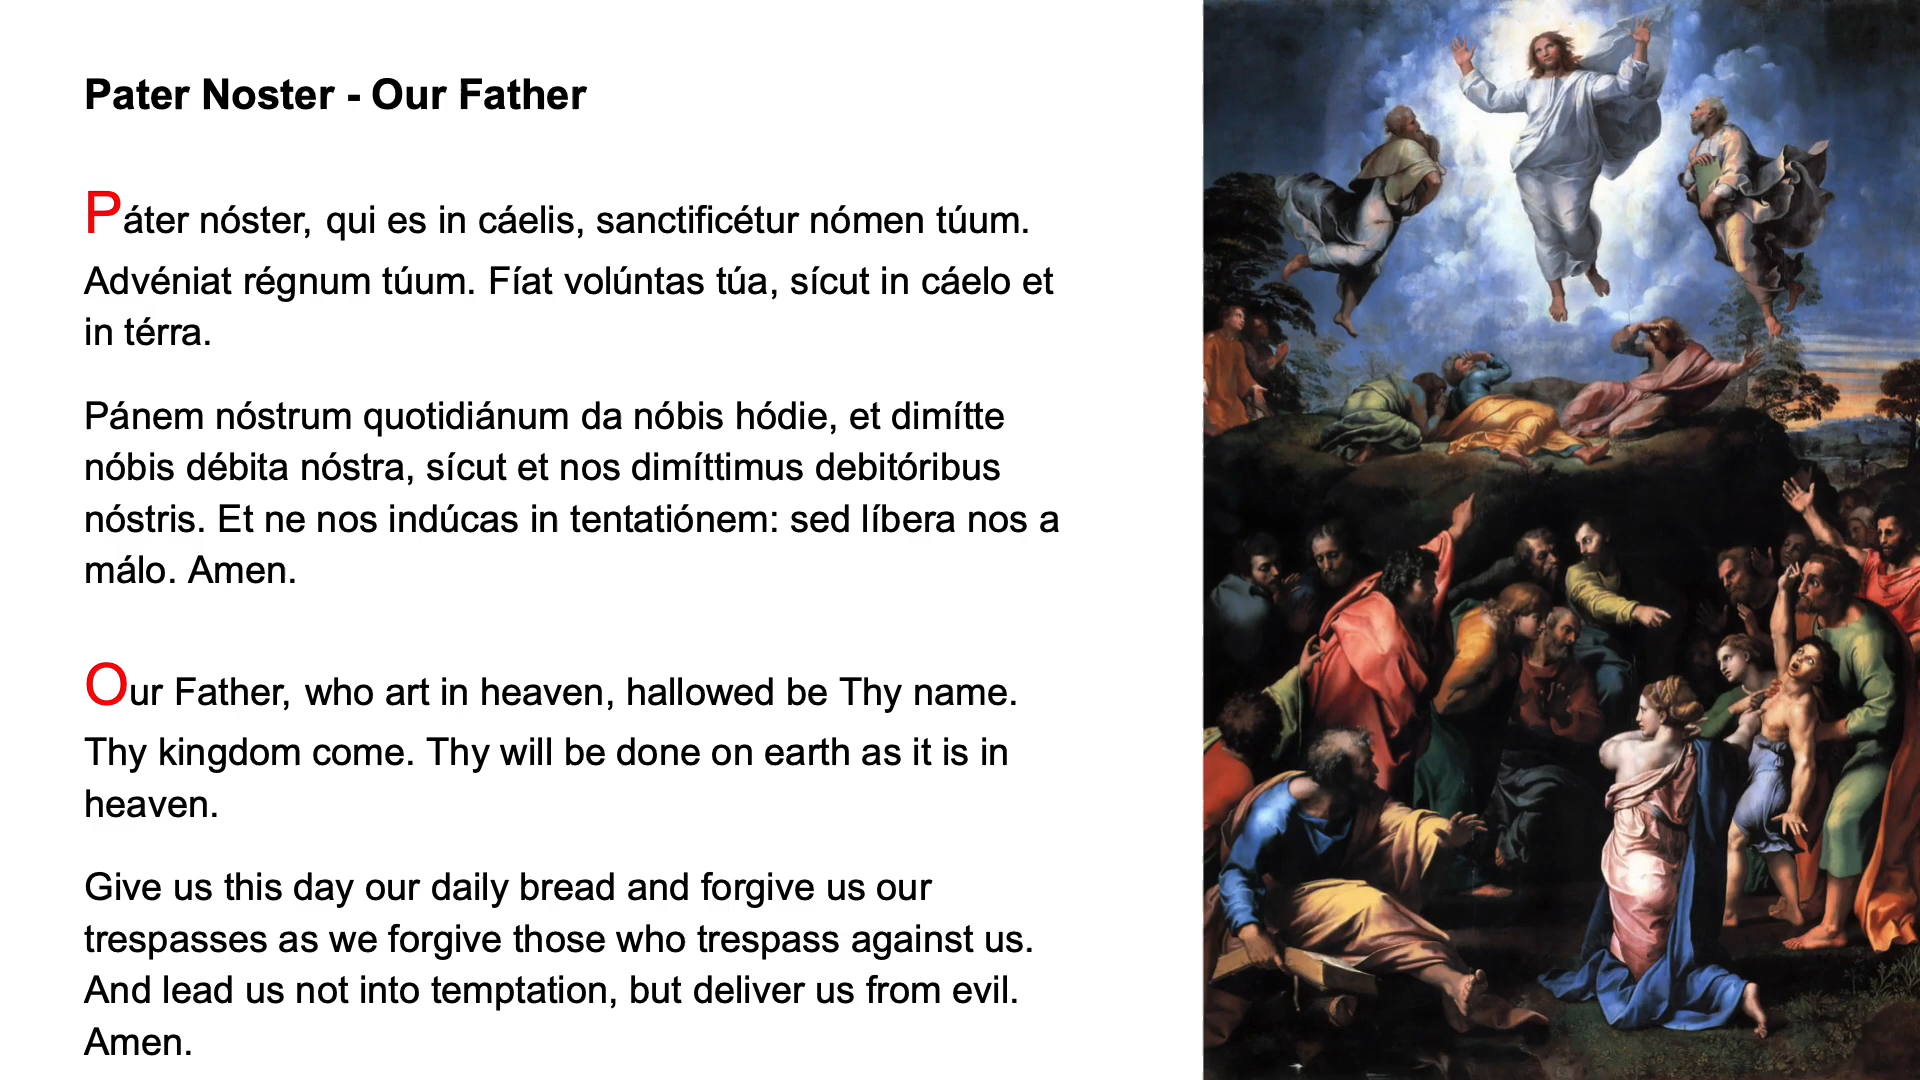 Pater Noster - Our Father
Páter nóster, qui es in cáelis, sanctificétur nómen túum.
Advéniat régnum túum. Fíat volúntas túa, sícut in cáelo et
in térra.
Pánem nóstrum quotidiánum da nóbis hódie, et dimítte
nóbis débita nóstra, sícut et nos dimíttimus debitóribus
nóstris. Et ne nos indúcas in tentatiónem: sed líbera nos a
málo. Amen.
Our Father, who art in heaven, hallowed be Thy name.
Thy kingdom come. Thy will be done on earth as it is in
heaven.
Give us this day our daily bread and forgive us our
trespasses as we forgive those who trespass against us.
And lead us not into temptation, but deliver us from evil.
Amen.